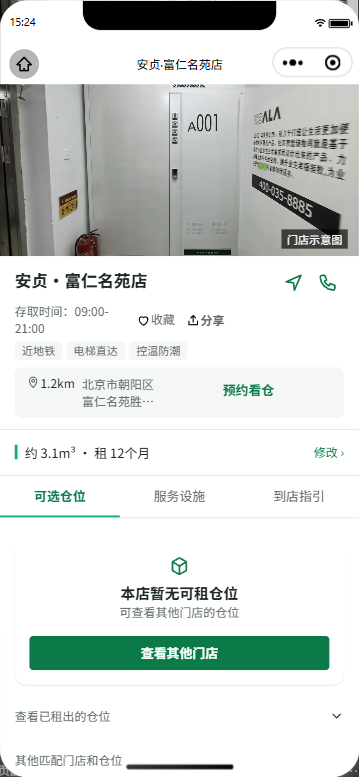 15:24
安贞·富仁名苑店
A001
400-035-8885
门店示意图
安贞·富仁名苑店
存取时间：09:00-
21:00
收藏
分享
近地铁
电梯直达
控温防潮
1.2km
北京市朝阳区
富仁名苑胜…
预约看仓
约 3.1m³ · 租 12个月
修改 ›
可选仓位
服务设施
到店指引
本店暂无可租仓位
可查看其他门店的仓位
查看其他门店
查看已租出的仓位
其他匹配门店和仓位